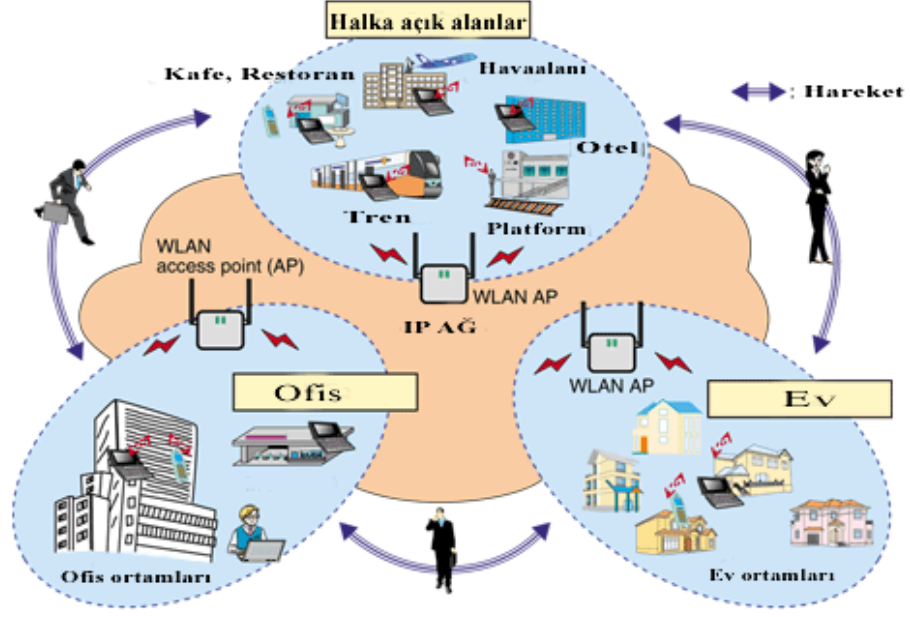 Halka açık alanlar
Kafe, Restoran
Havaalanı
: Hareket
Otel
Tren
Platform
WLAN
access point (AP)
WLAN AP
IP AĞ
WLAN AP
Ofis
Ev
Ofis ortamları
Ev ortamları